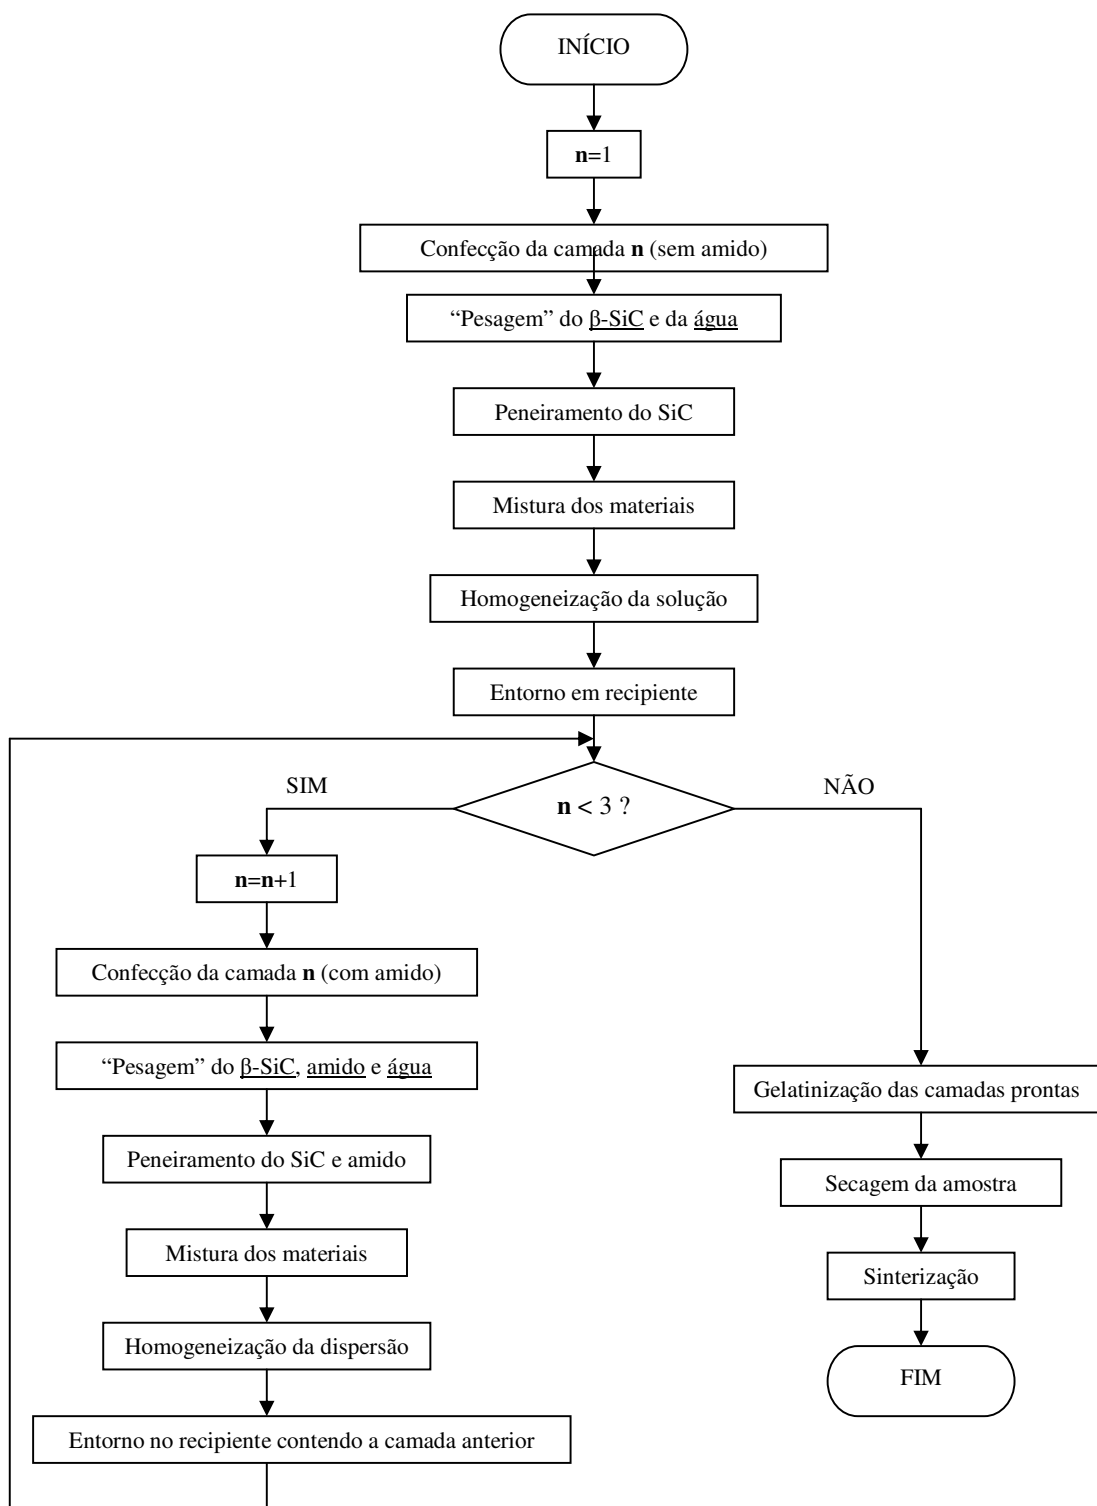 INÍCIO
n=1
Confecção da camada n (sem amido)
“Pesagem” do β-SiC e da água
Peneiramento do SiC
Mistura dos materiais
Homogeneização da solução
Entorno em recipiente
n < 3 ?
SIM
n=n+1
Confecção da camada n (com amido)
“Pesagem” do β-SiC, amido e água
Peneiramento do SiC e amido
Mistura dos materiais
Homogeneização da dispersão
Entorno no recipiente contendo a camada anterior
NÃO
Gelatinização das camadas prontas
Secagem da amostra
Sinterização
FIM